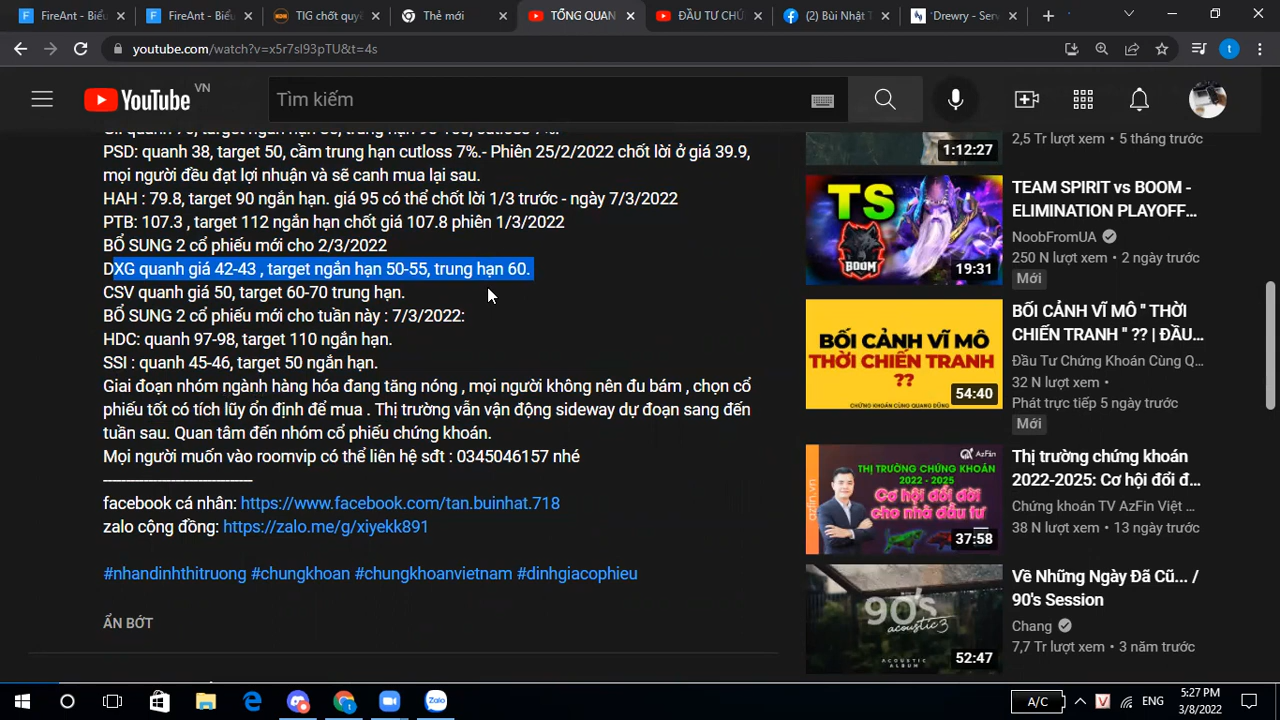 FireAnt - Biểu
FireAnt - Biểu
TIG chốt quyề
Thẻ mới
TỔNG QUAN
ĐẦU TƯ CHỨ
(2) Bùi Nhật T
Drewry - Serv
youtube.com/watch?v=x5r7sl93pTU&t=4s
YouTube VN
Tìm kiếm
PSD: quanh 38, target 50, cầm trung hạn cutloss 7%.- Phiên 25/2/2022 chốt lời ở giá 39.9,
mọi người đều đạt lợi nhuận và sẽ canh mua lại sau.
HAH : 79.8, target 90 ngắn hạn. giá 95 có thể chốt lời 1/3 trước - ngày 7/3/2022
PTB: 107.3 , target 112 ngắn hạn chốt giá 107.8 phiên 1/3/2022
BỔ SUNG 2 cổ phiếu mới cho 2/3/2022
DXG quanh giá 42-43 , target ngắn hạn 50-55, trung hạn 60.
CSV quanh giá 50, target 60-70 trung hạn.
BỔ SUNG 2 cổ phiếu mới cho tuần này : 7/3/2022:
HDC: quanh 97-98, target 110 ngắn hạn.
SSI : quanh 45-46, target 50 ngắn hạn.
Giai đoạn nhóm ngành hàng hóa đang tăng nóng , mọi người không nên đu bám , chọn cổ
phiếu tốt có tích lũy ổn định để mua . Thị trường vẫn vận động sideway dự đoạn sang đến
tuần sau. Quan tâm đến nhóm cổ phiếu chứng khoán.
Mọi người muốn vào roomvip có thể liên hệ sđt : 0345046157 nhé
------------------------------
facebook cá nhân: https://www.facebook.com/tan.buinhat.718
zalo cộng đồng: https://zalo.me/g/xiyekk891
#nhandinhthitruong #chungkhoan #chungkhoanvietnam #dinhgiacophieu
ẨN BỚT
1:12:27
2,5 Tr lượt xem • 5 tháng trước
TS
BOOM
19:31
TEAM SPIRIT vs BOOM -
ELIMINATION PLAYOFF...
NoobFromUA
250 N lượt xem • 2 ngày trước
Mới
BỐI CẢNH VĨ MÔ
THỜI CHIẾN TRANH
??
CHỨNG KHOÁN CÙNG QUANG DŨNG
54:40
BỐI CẢNH VĨ MÔ " THỜI
CHIẾN TRANH " ?? | ĐẦU...
Đầu Tư Chứng Khoán Cùng Q...
32 N lượt xem •
Phát trực tiếp 5 ngày trước
Mới
AzFin
THỊ TRƯỜNG CHỨNG KHOÁN
2022 - 2025:
CƠ HỘI ĐỔI ĐỜI
CHO NHÀ ĐẦU TƯ
azfin.vn
37:58
Thị trường chứng khoán
2022-2025: Cơ hội đổi đ...
Chứng khoán TV AzFin Việt ...
38 N lượt xem • 13 ngày trước
90's
acoustic 3
ACOUSTIC ALBUM
52:47
Về Những Ngày Đã Cũ... /
90's Session
Chang
7,7 Tr lượt xem • 3 năm trước
Zalo
A/C
V
ENG
5:27 PM
3/8/2022
t